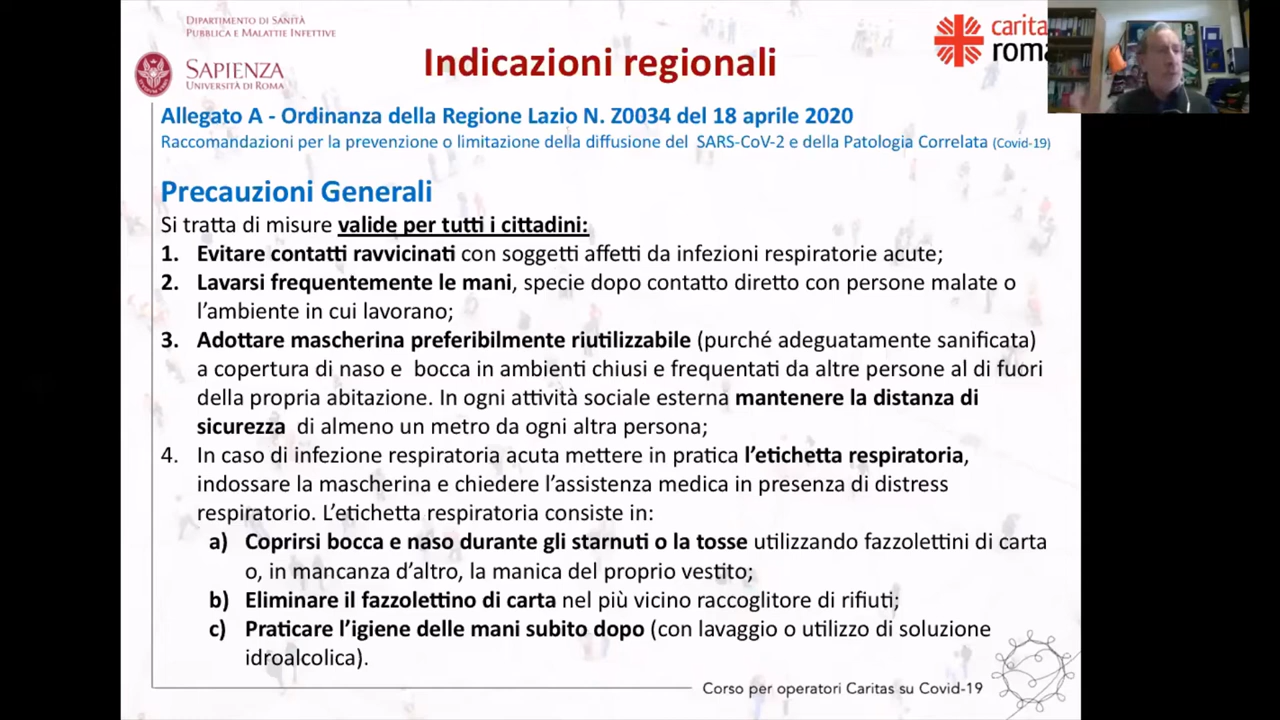 Dipartimento di Sanità
Pubblica e Malattie Infettive
Sapienza
Università di Roma
Indicazioni regionali
carita
roma
Allegato A - Ordinanza della Regione Lazio N. Z0034 del 18 aprile 2020
Raccomandazioni per la prevenzione o limitazione della diffusione del SARS-CoV-2 e della Patologia Correlata (Covid-19)
Precauzioni Generali
Si tratta di misure valide per tutti i cittadini:
1. Evitare contatti ravvicinati con soggetti affetti da infezioni respiratorie acute;
2. Lavarsi frequentemente le mani, specie dopo contatto diretto con persone malate o
l’ambiente in cui lavorano;
3. Adottare mascherina preferibilmente riutilizzabile (purché adeguatamente sanificata)
a copertura di naso e bocca in ambienti chiusi e frequentati da altre persone al di fuori
della propria abitazione. In ogni attività sociale esterna mantenere la distanza di
sicurezza di almeno un metro da ogni altra persona;
4. In caso di infezione respiratoria acuta mettere in pratica l’etichetta respiratoria,
indossare la mascherina e chiedere l’assistenza medica in presenza di distress
respiratorio. L’etichetta respiratoria consiste in:
a) Coprirsi bocca e naso durante gli starnuti o la tosse utilizzando fazzolettini di carta
o, in mancanza d’altro, la manica del proprio vestito;
b) Eliminare il fazzolettino di carta nel più vicino raccoglitore di rifiuti;
c) Praticare l’igiene delle mani subito dopo (con lavaggio o utilizzo di soluzione
idroalcolica).
Corso per operatori Caritas su Covid-19